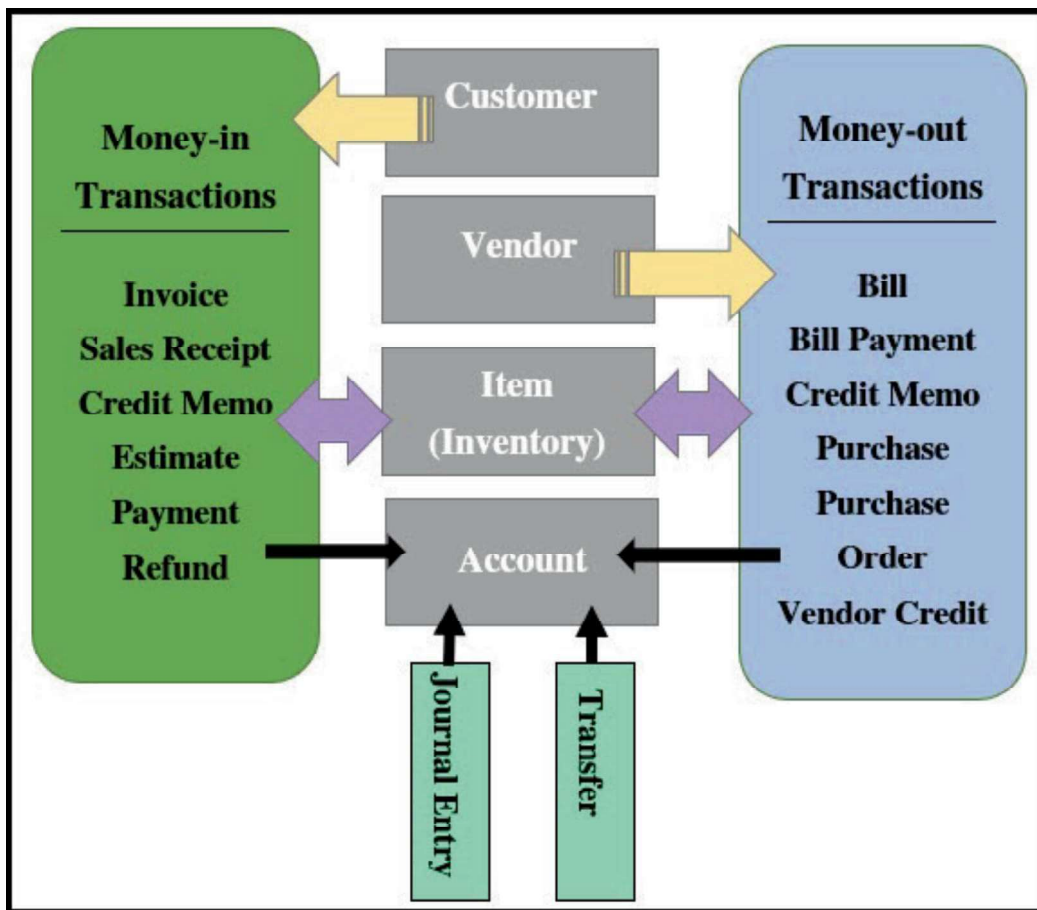 Money-in
Transactions
Invoice
Sales Receipt
Credit Memo
Estimate
Payment
Refund
Customer
Vendor
Item
(Inventory)
Account
Journal Entry
Transfer
Money-out
Transactions
Bill
Bill Payment
Credit Memo
Purchase
Purchase
Order
Vendor Credit